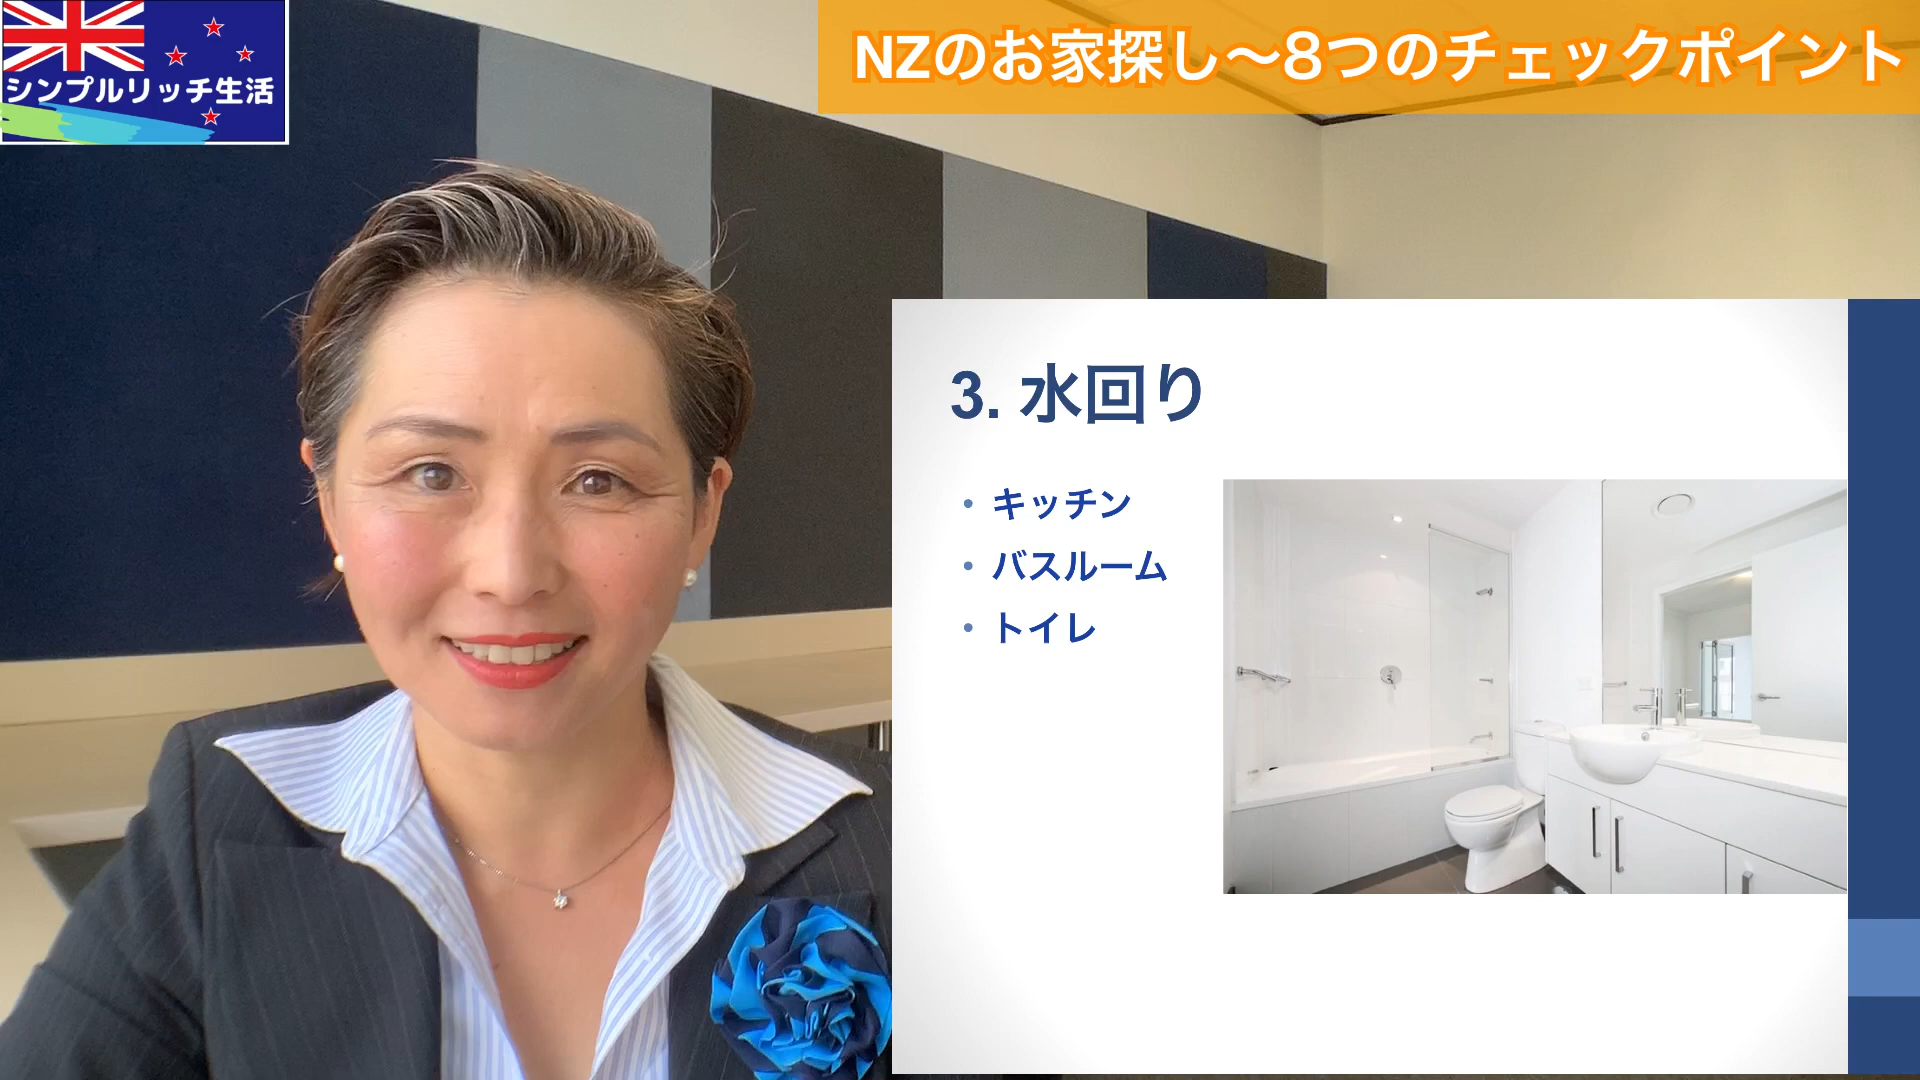 シンプルリッチ生活
NZのお家探し〜8つのチェックポイント
3. 水回り
• キッチン
• バスルーム
• トイレ